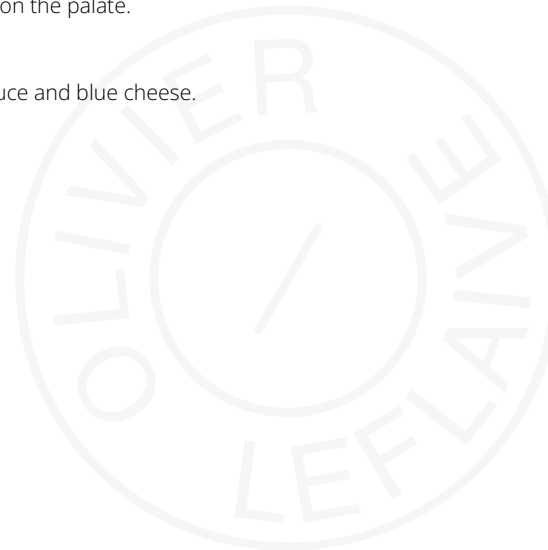 on the palate.
uce and blue cheese.
OLIVIER LEFLAIVE